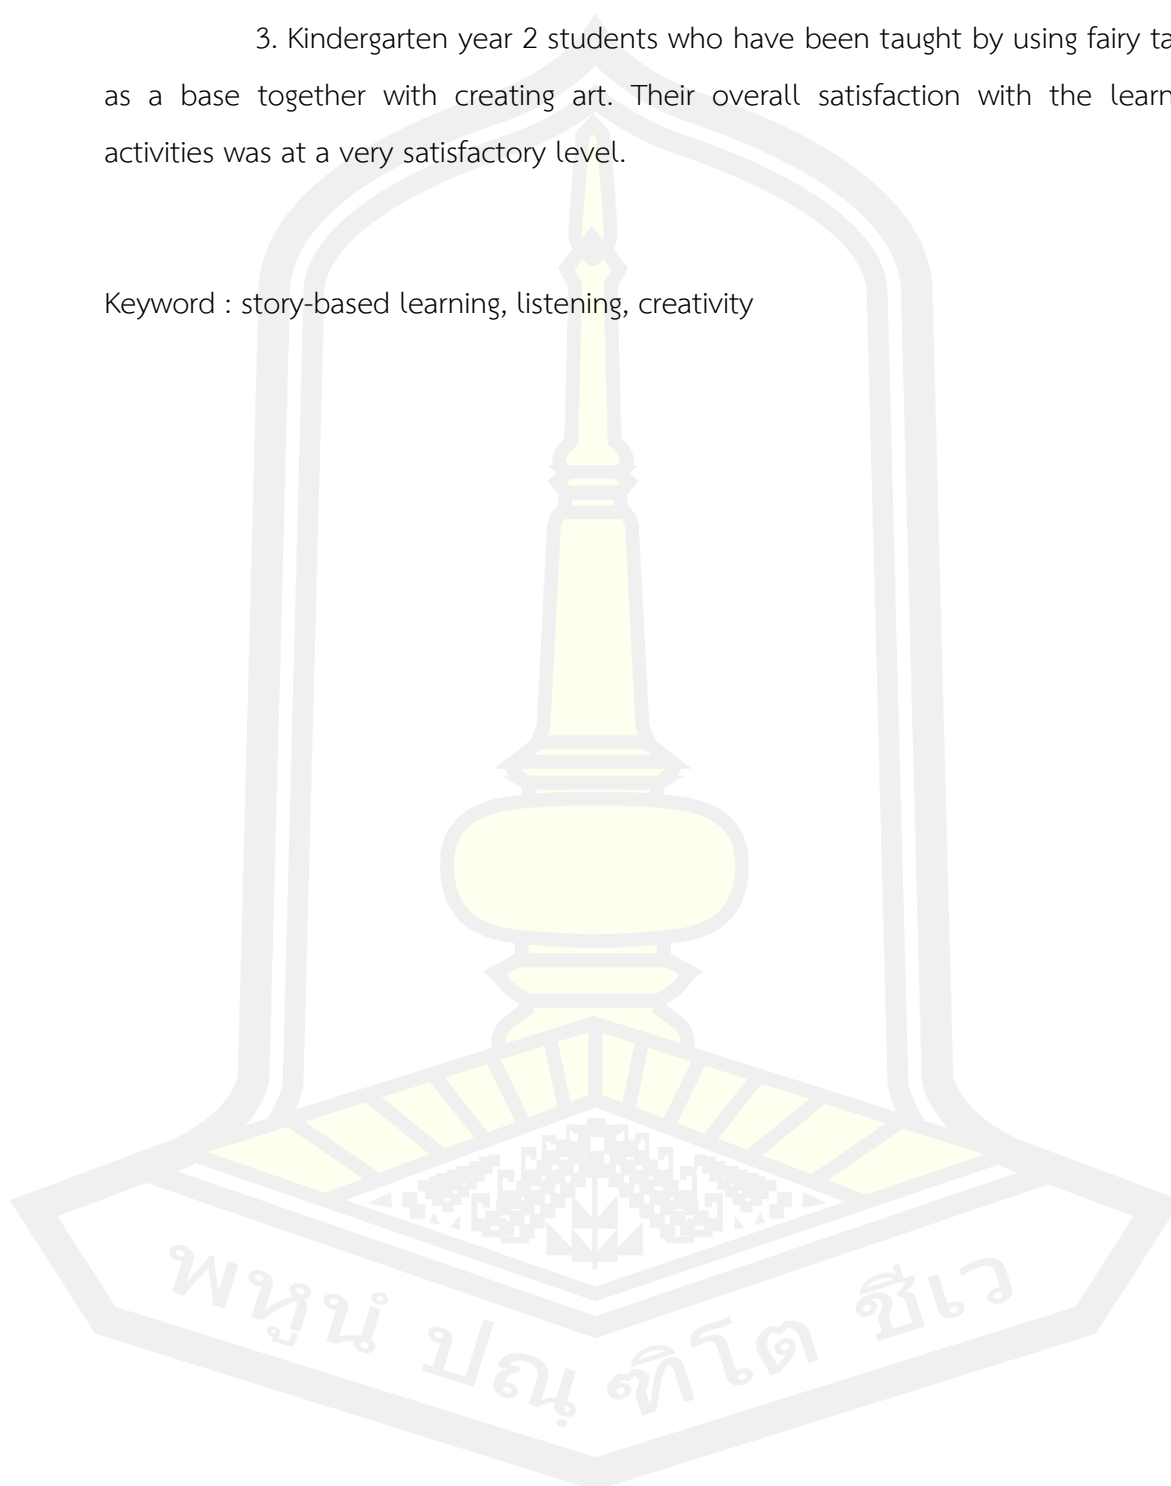 3. Kindergarten year 2 students who have been taught by using fairy ta
as a base together with creating art. Their overall satisfaction with the learn
activities was at a very satisfactory level.
Keyword : story-based learning, listening, creativity
พหูนํ ปณฺฑิโต ชีเว